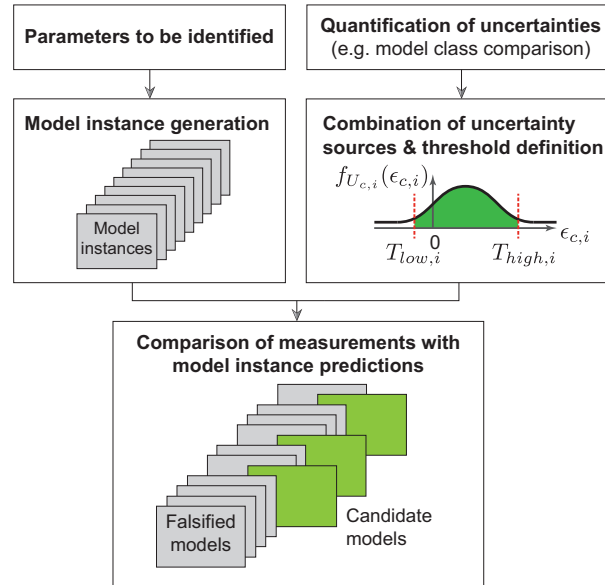 Parameters to be identified
Quantification of uncertainties
(e.g. model class comparison)
Model instance generation
Model
instances
Combination of uncertainty
sources & threshold definition
f_{U_{c,i}}(ϵ_{c,i})
ϵ_{c,i}
0
T_{low,i}
T_{high,i}
Comparison of measurements with
model instance predictions
Falsified
models
Candidate
models